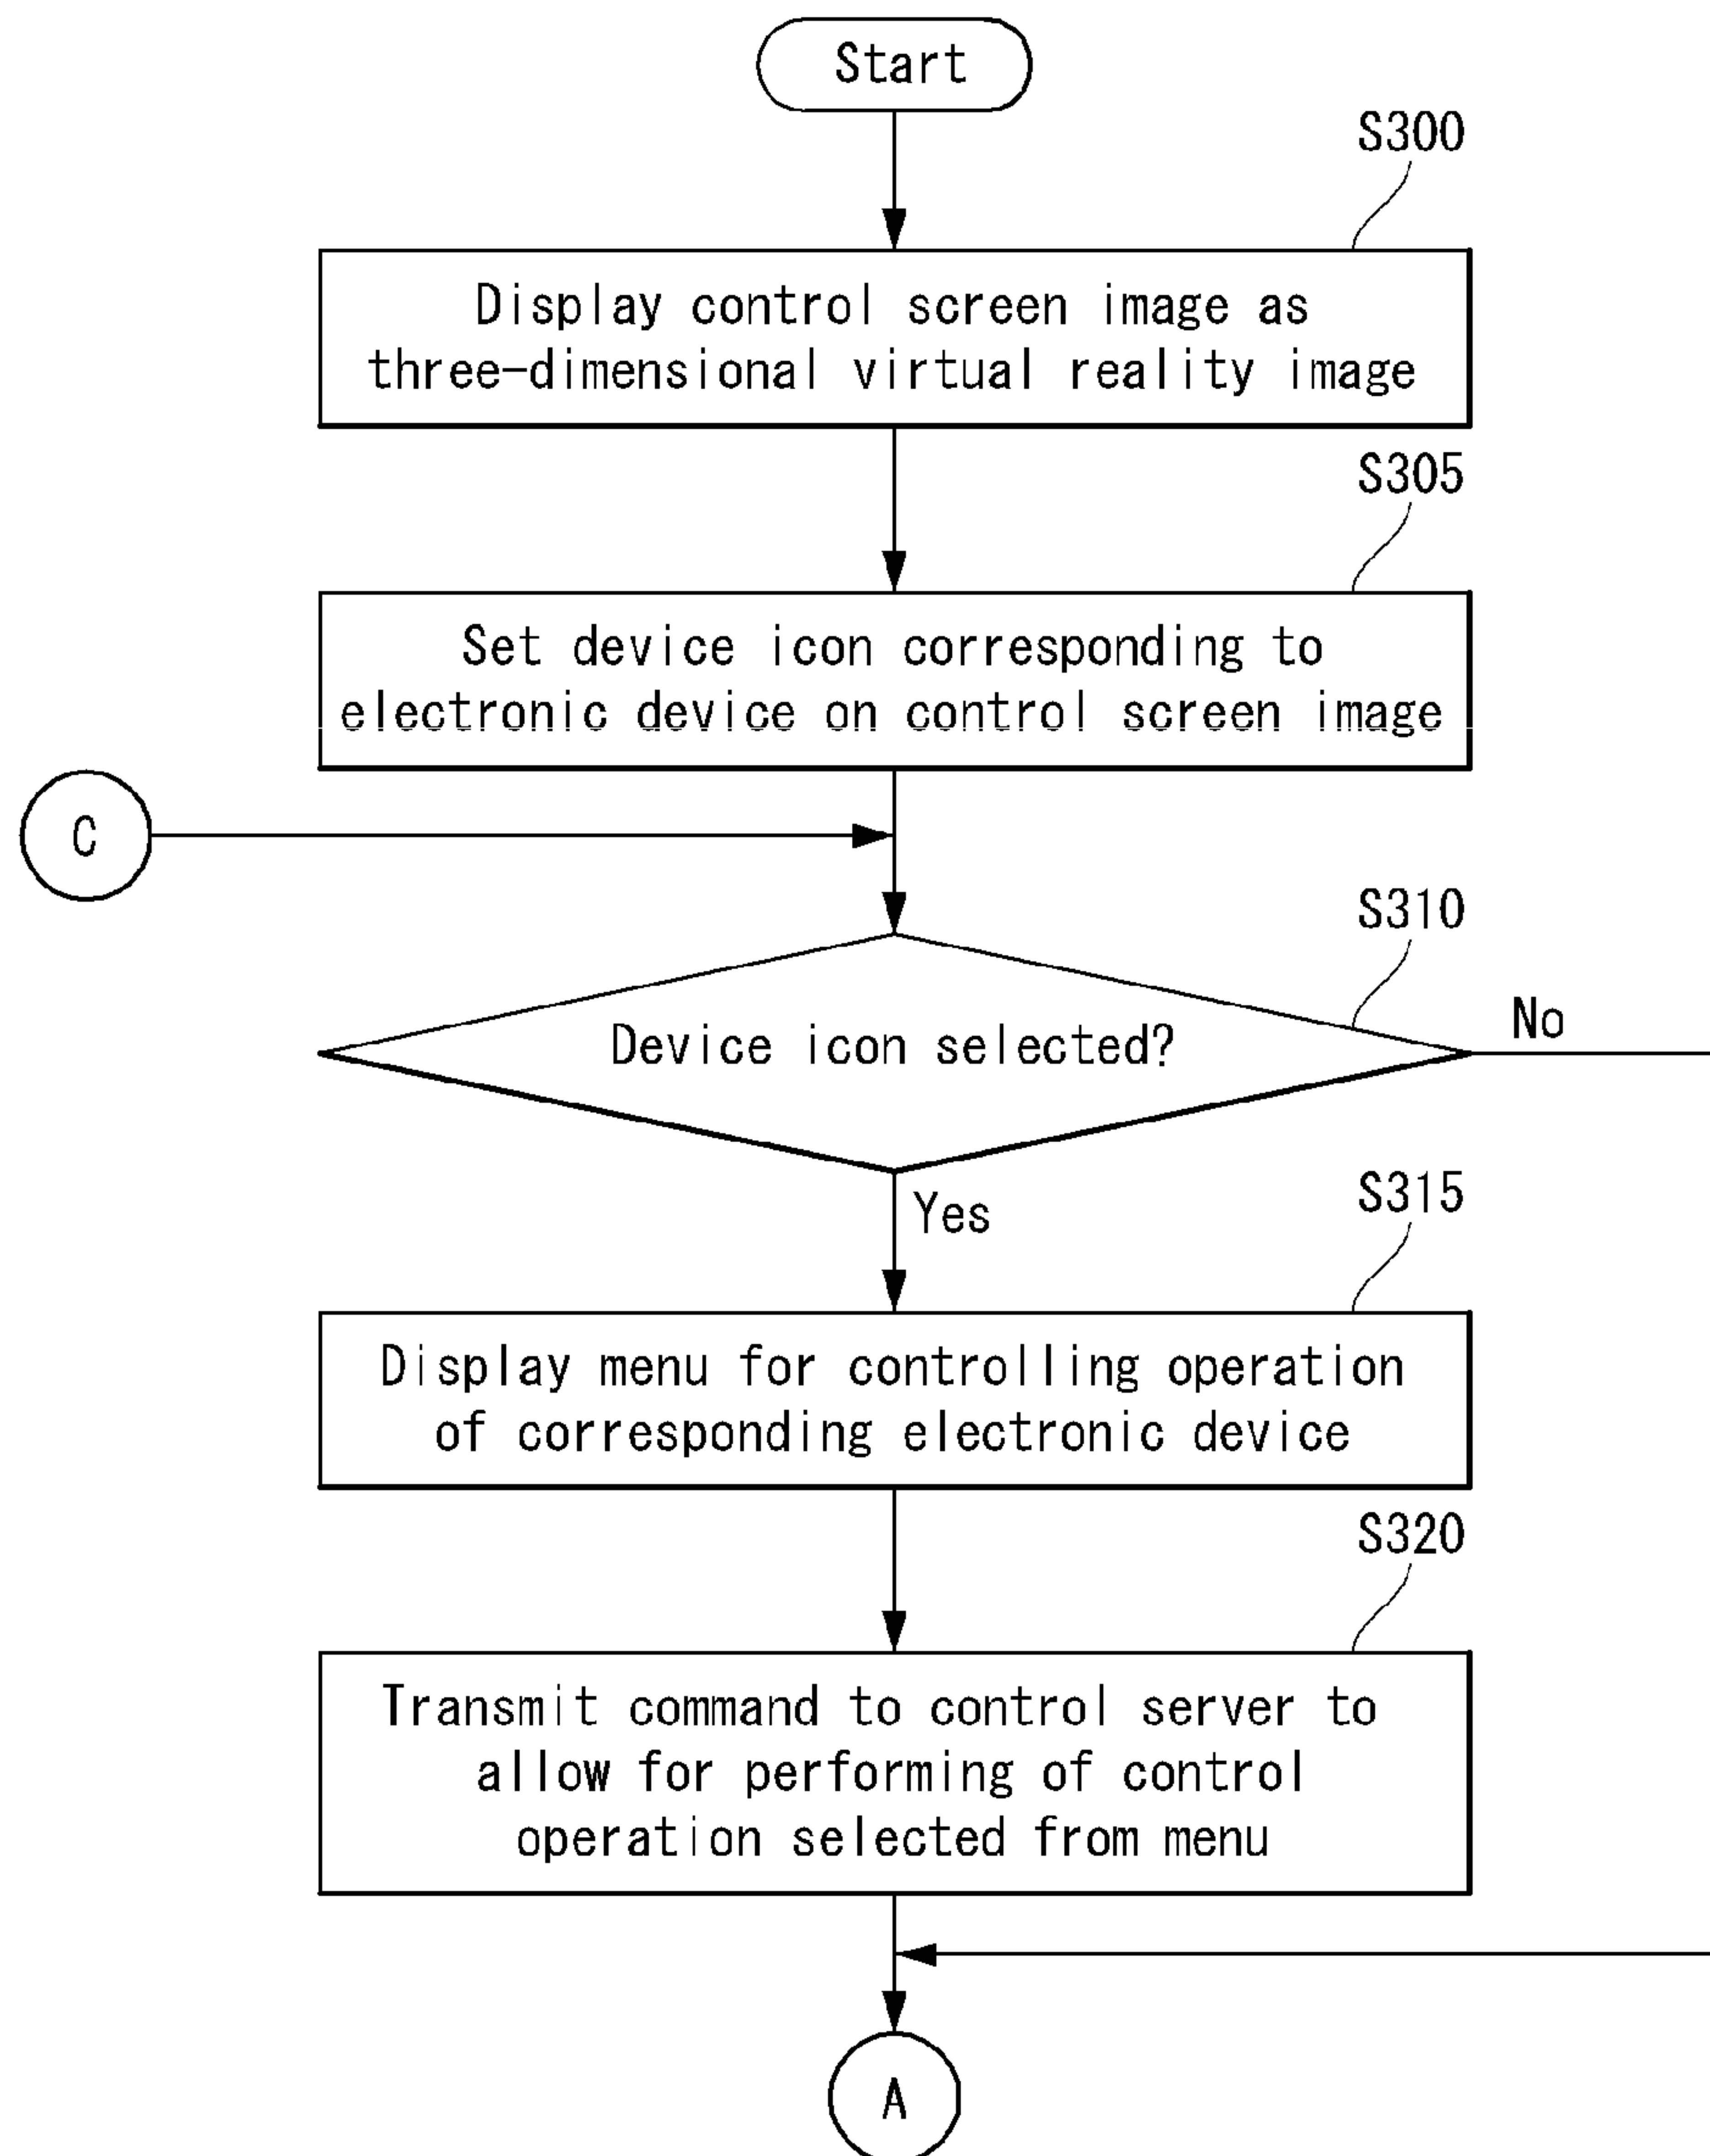 Start
S300
Display control screen image as
three-dimensional virtual reality image
S305
Set device icon corresponding to
electronic device on control screen image
C
S310
Device icon selected?
No
Yes
S315
Display menu for controlling operation
of corresponding electronic device
S320
Transmit command to control server to
allow for performing of control
operation selected from menu
A